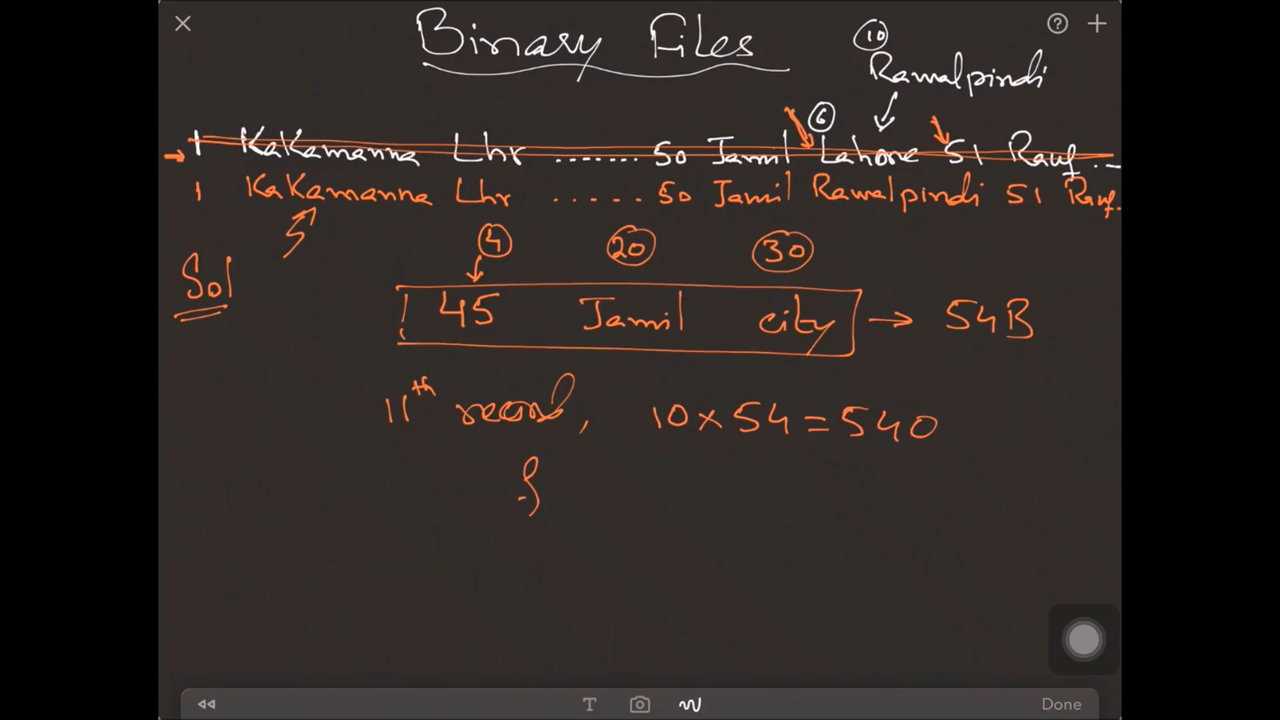 Binary Files
10
Rawalpindi
6
1 KaKamanna Lhr ....... 50 Jamil Lahore 51 Rauf ...
1 KaKamanna Lhr ..... 50 Jamil Rawalpindi 51 Rauf.
4 20 30
Sol
45 Jamil city → 54B
11th record, 10 × 54 = 540
T Done